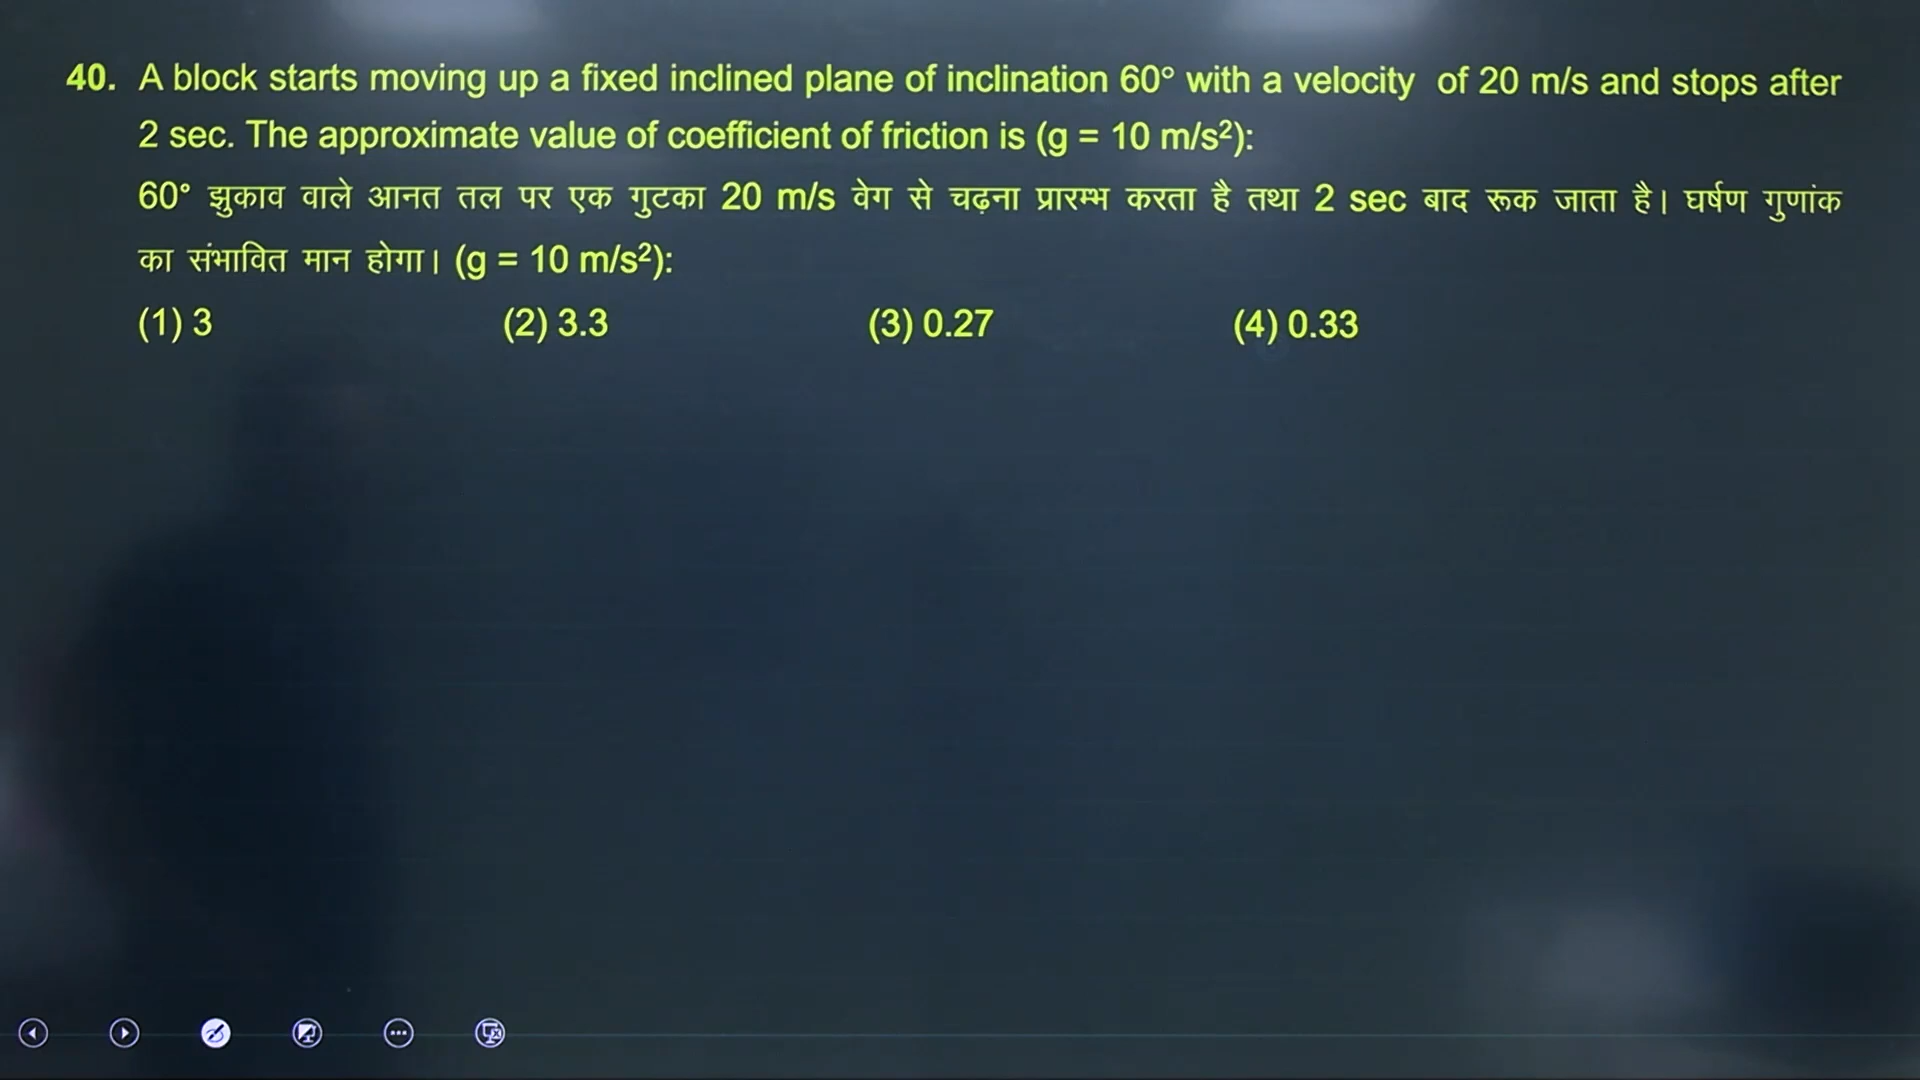 40. A block starts moving up a fixed inclined plane of inclination 60° with a velocity of 20 m/s and stops after
2 sec. The approximate value of coefficient of friction is (g = 10 m/s²):
60° झुकाव वाले आनत तल पर एक गुटका 20 m/s वेग से चढ़ना प्रारम्भ करता है तथा 2 sec बाद रूक जाता है। घर्षण गुणांक
का संभावित मान होगा। (g = 10 m/s²):
(1) 3 (2) 3.3 (3) 0.27 (4) 0.33